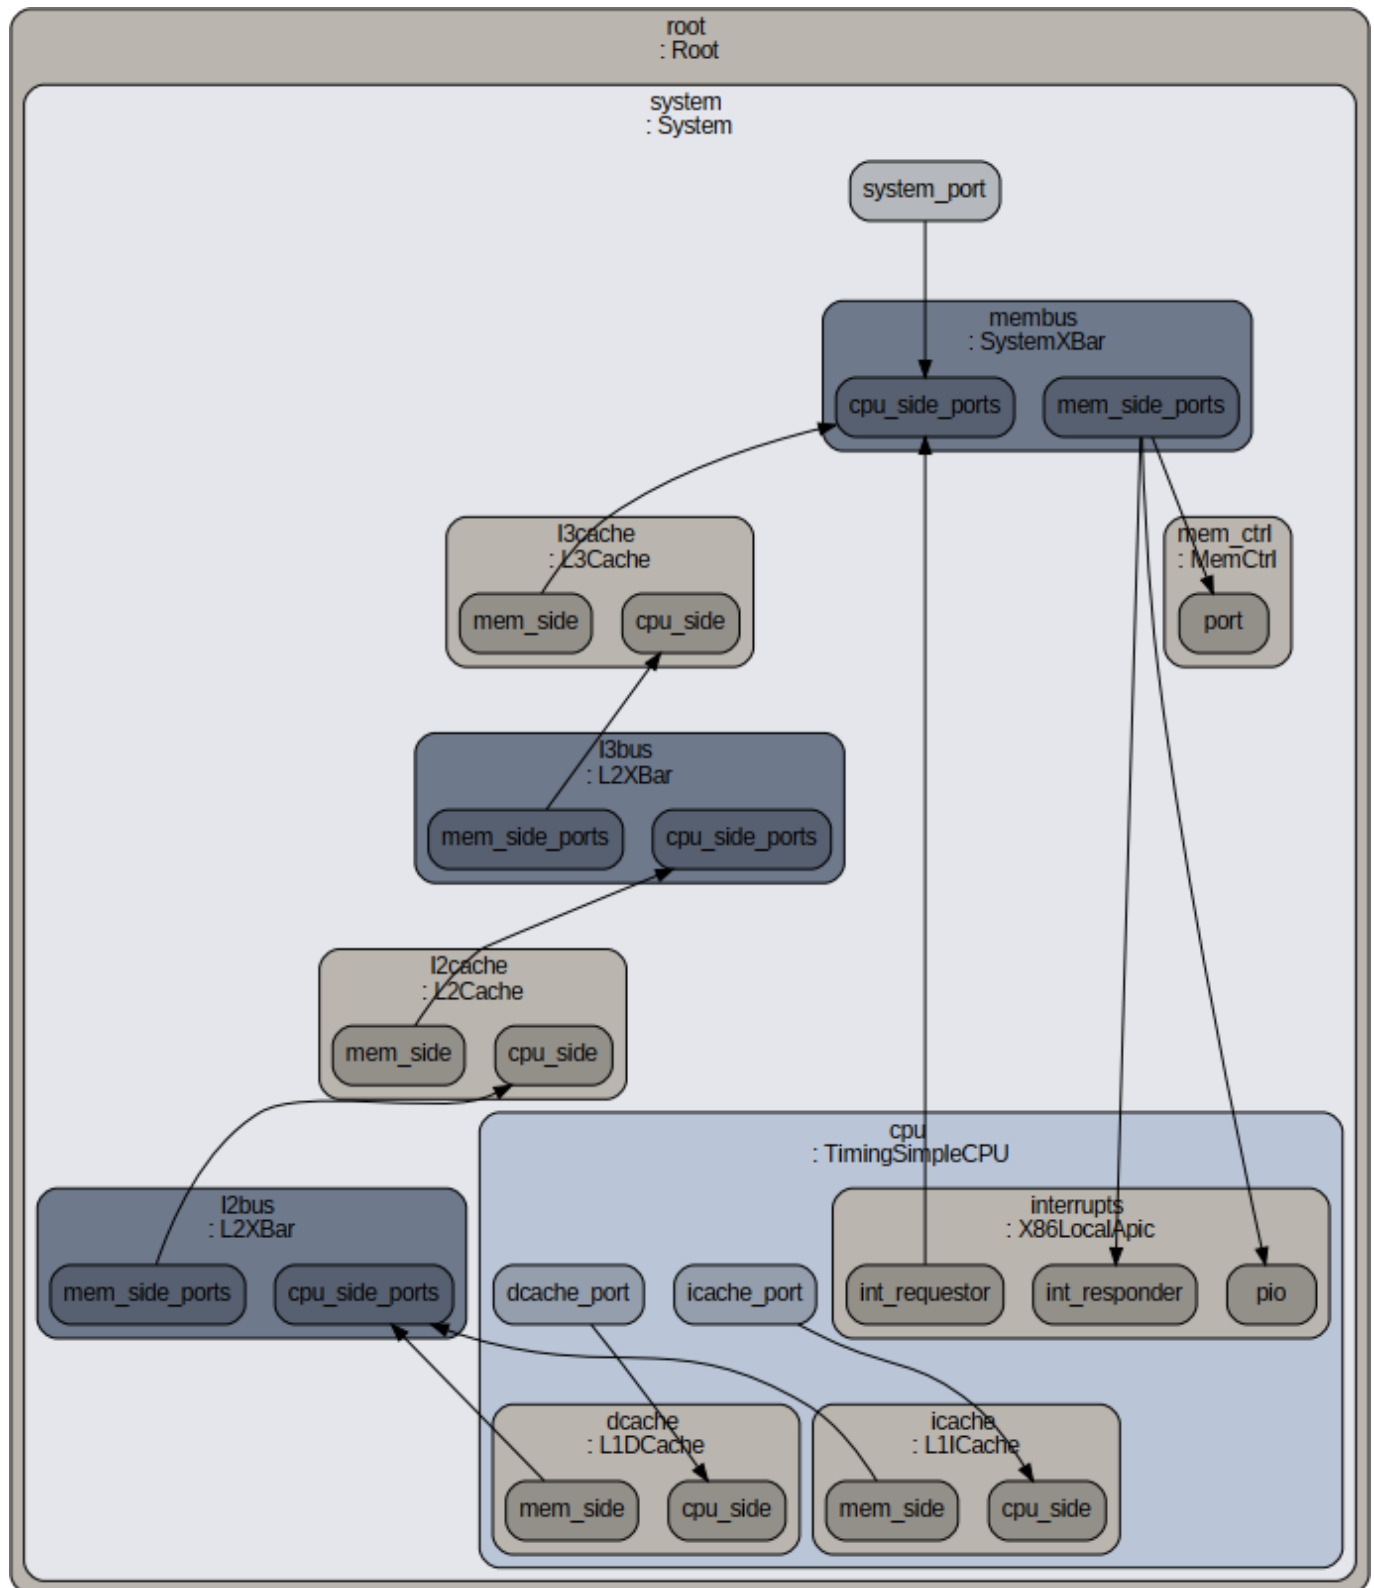 root
: Root
system
: System
system_port
membus
: SystemXBar
cpu_side_ports
mem_side_ports
l3cache
: L3Cache
mem_side
cpu_side
mem_ctrl
: MemCtrl
port
l3bus
: L2XBar
mem_side_ports
cpu_side_ports
l2cache
: L2Cache
mem_side
cpu_side
cpu
: TimingSimpleCPU
l2bus
: L2XBar
mem_side_ports
cpu_side_ports
interrupts
: X86LocalApic
dcache_port
icache_port
int_requestor
int_responder
pio
dcache
: L1DCache
mem_side
cpu_side
icache
: L1ICache
mem_side
cpu_side